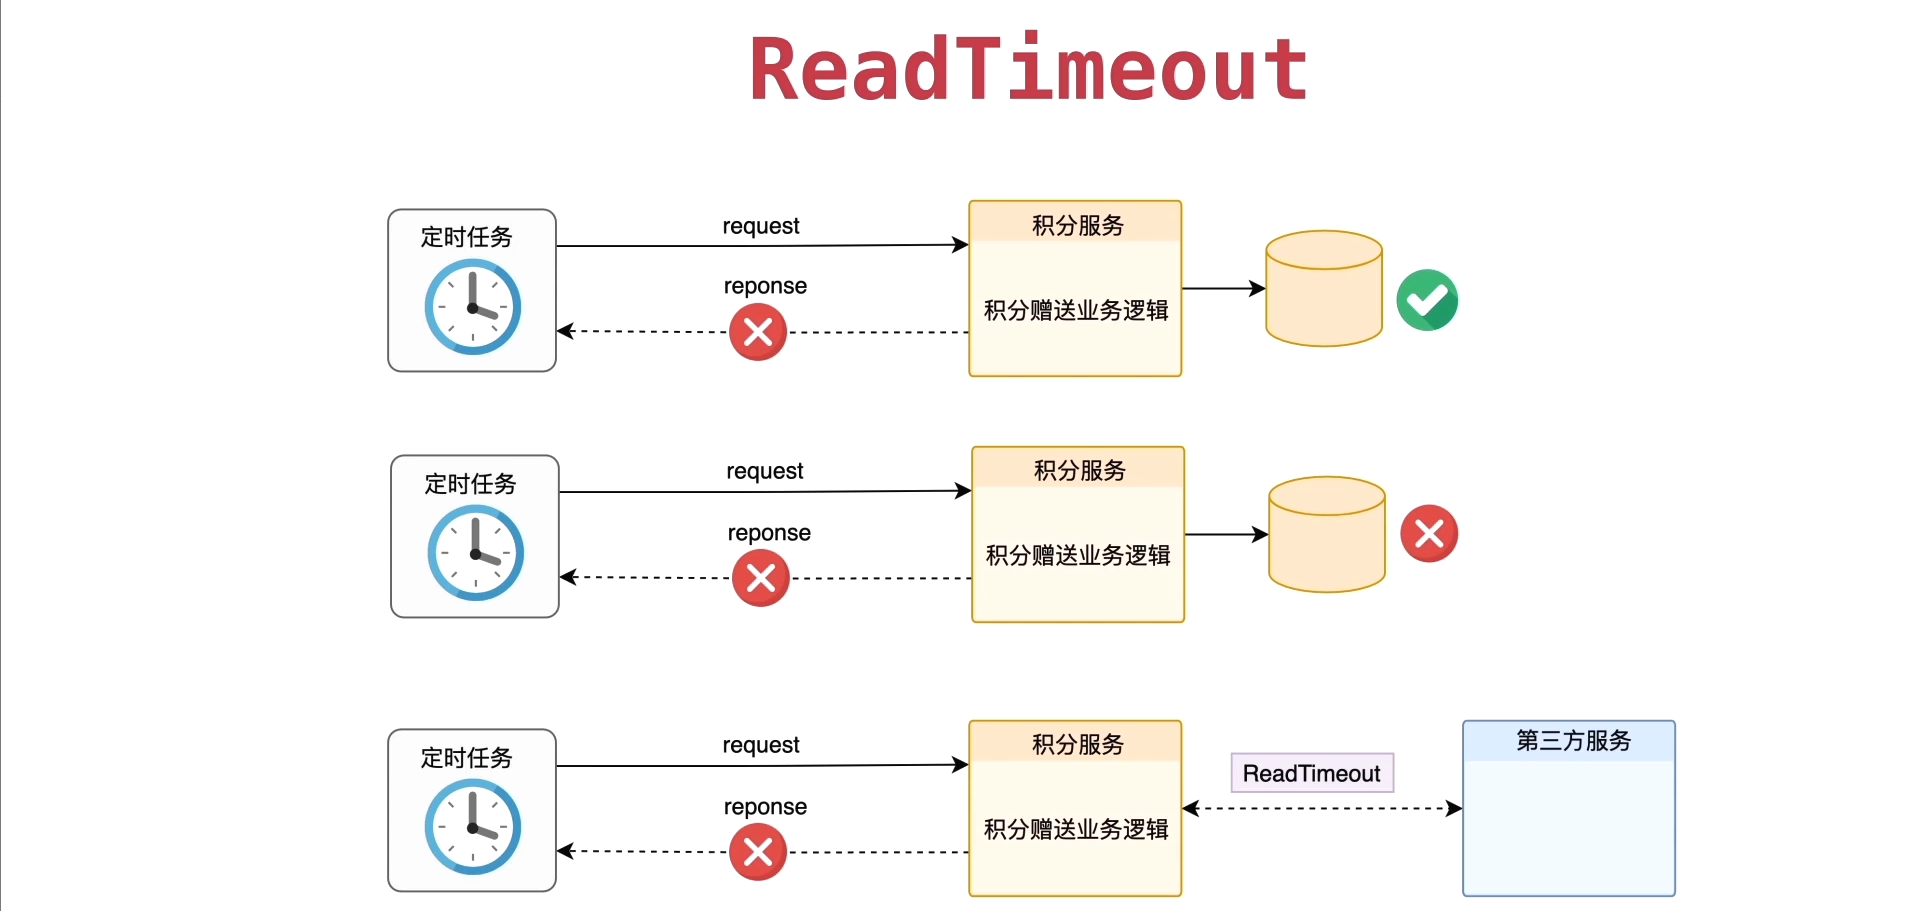 ReadTimeout
定时任务
request
reponse
积分服务
积分赠送业务逻辑
定时任务
request
reponse
积分服务
积分赠送业务逻辑
定时任务
request
reponse
积分服务
积分赠送业务逻辑
ReadTimeout
第三方服务